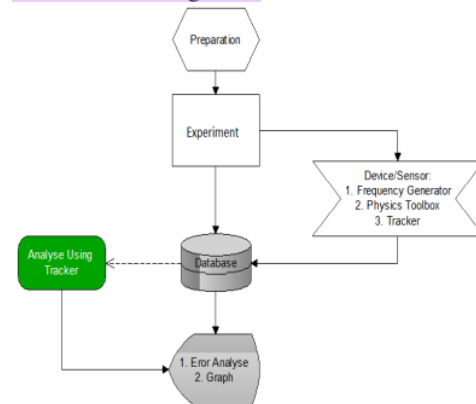 Preparation
Experiment
Device/Sensor:
1. Frequency Generator
2. Physics Toolbox
3. Tracker
Analyse Using
Tracker
Database
1. Eror Analyse
2. Graph